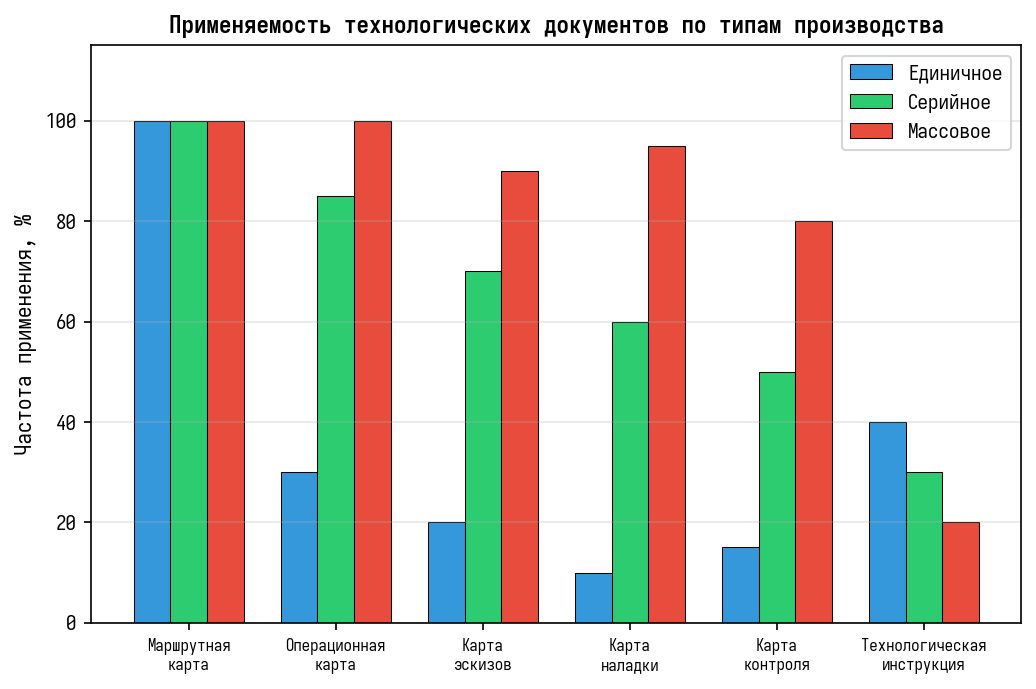 Применяемость технологических документов по типам производства
Единичное
Серийное
Массовое
Частота применения, %
100
80
60
40
20
0
Маршрутная
карта
Операционная
карта
Карта
эскизов
Карта
наладки
Карта
контроля
Технологическая
инструкция